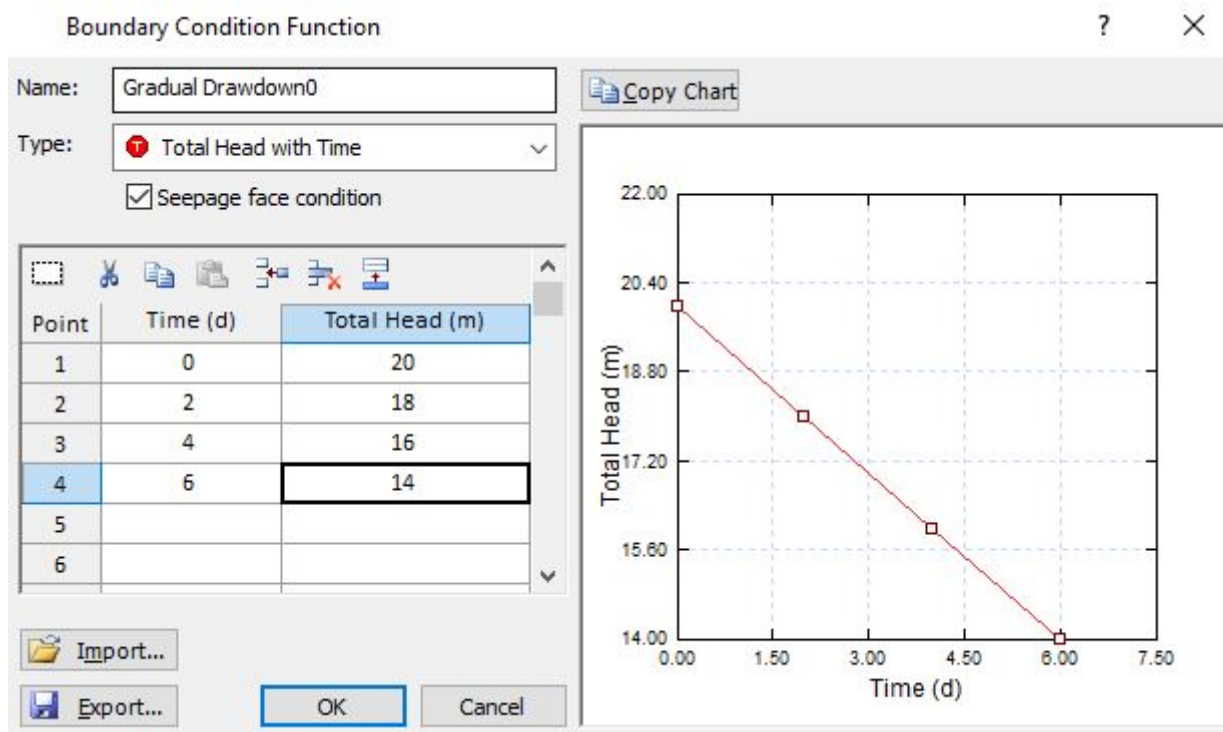 Boundary Condition Function ?
Name: Gradual Drawdown0
Type: T Total Head with Time
Seepage face condition
Point Time (d) Total Head (m)
1 0 20
2 2 18
3 4 16
4 6 14
5
6
Import...
Export... OK Cancel
Copy Chart
22.00
20.40
18.80
17.20
15.60
14.00
Total Head (m)
0.00 1.50 3.00 4.50 6.00 7.50
Time (d)